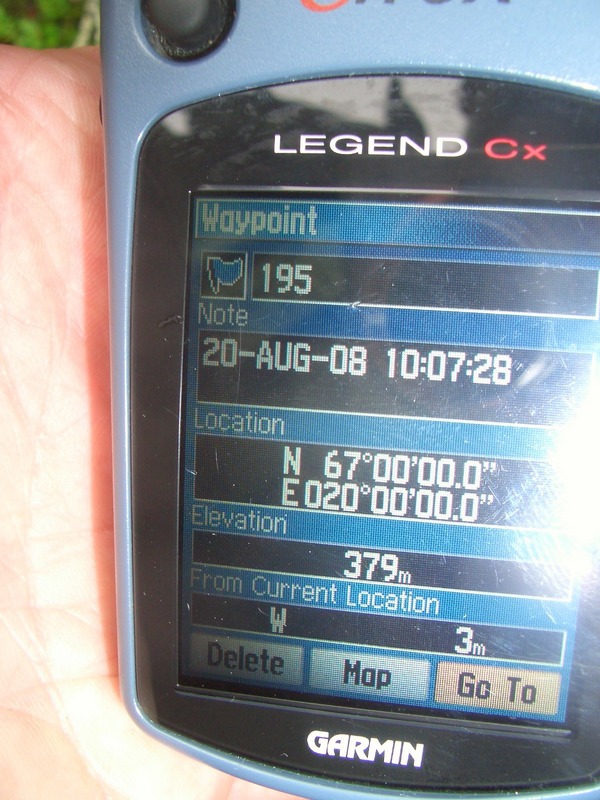 LEGEND Cx
Waypoint
195
Note
20-AUG-08 10:07:28
Location
N 67°00'00.0"
E020°00'00.0"
Elevation
379m
From Current Location
W 3m
Delete Map Go To
GARMIN